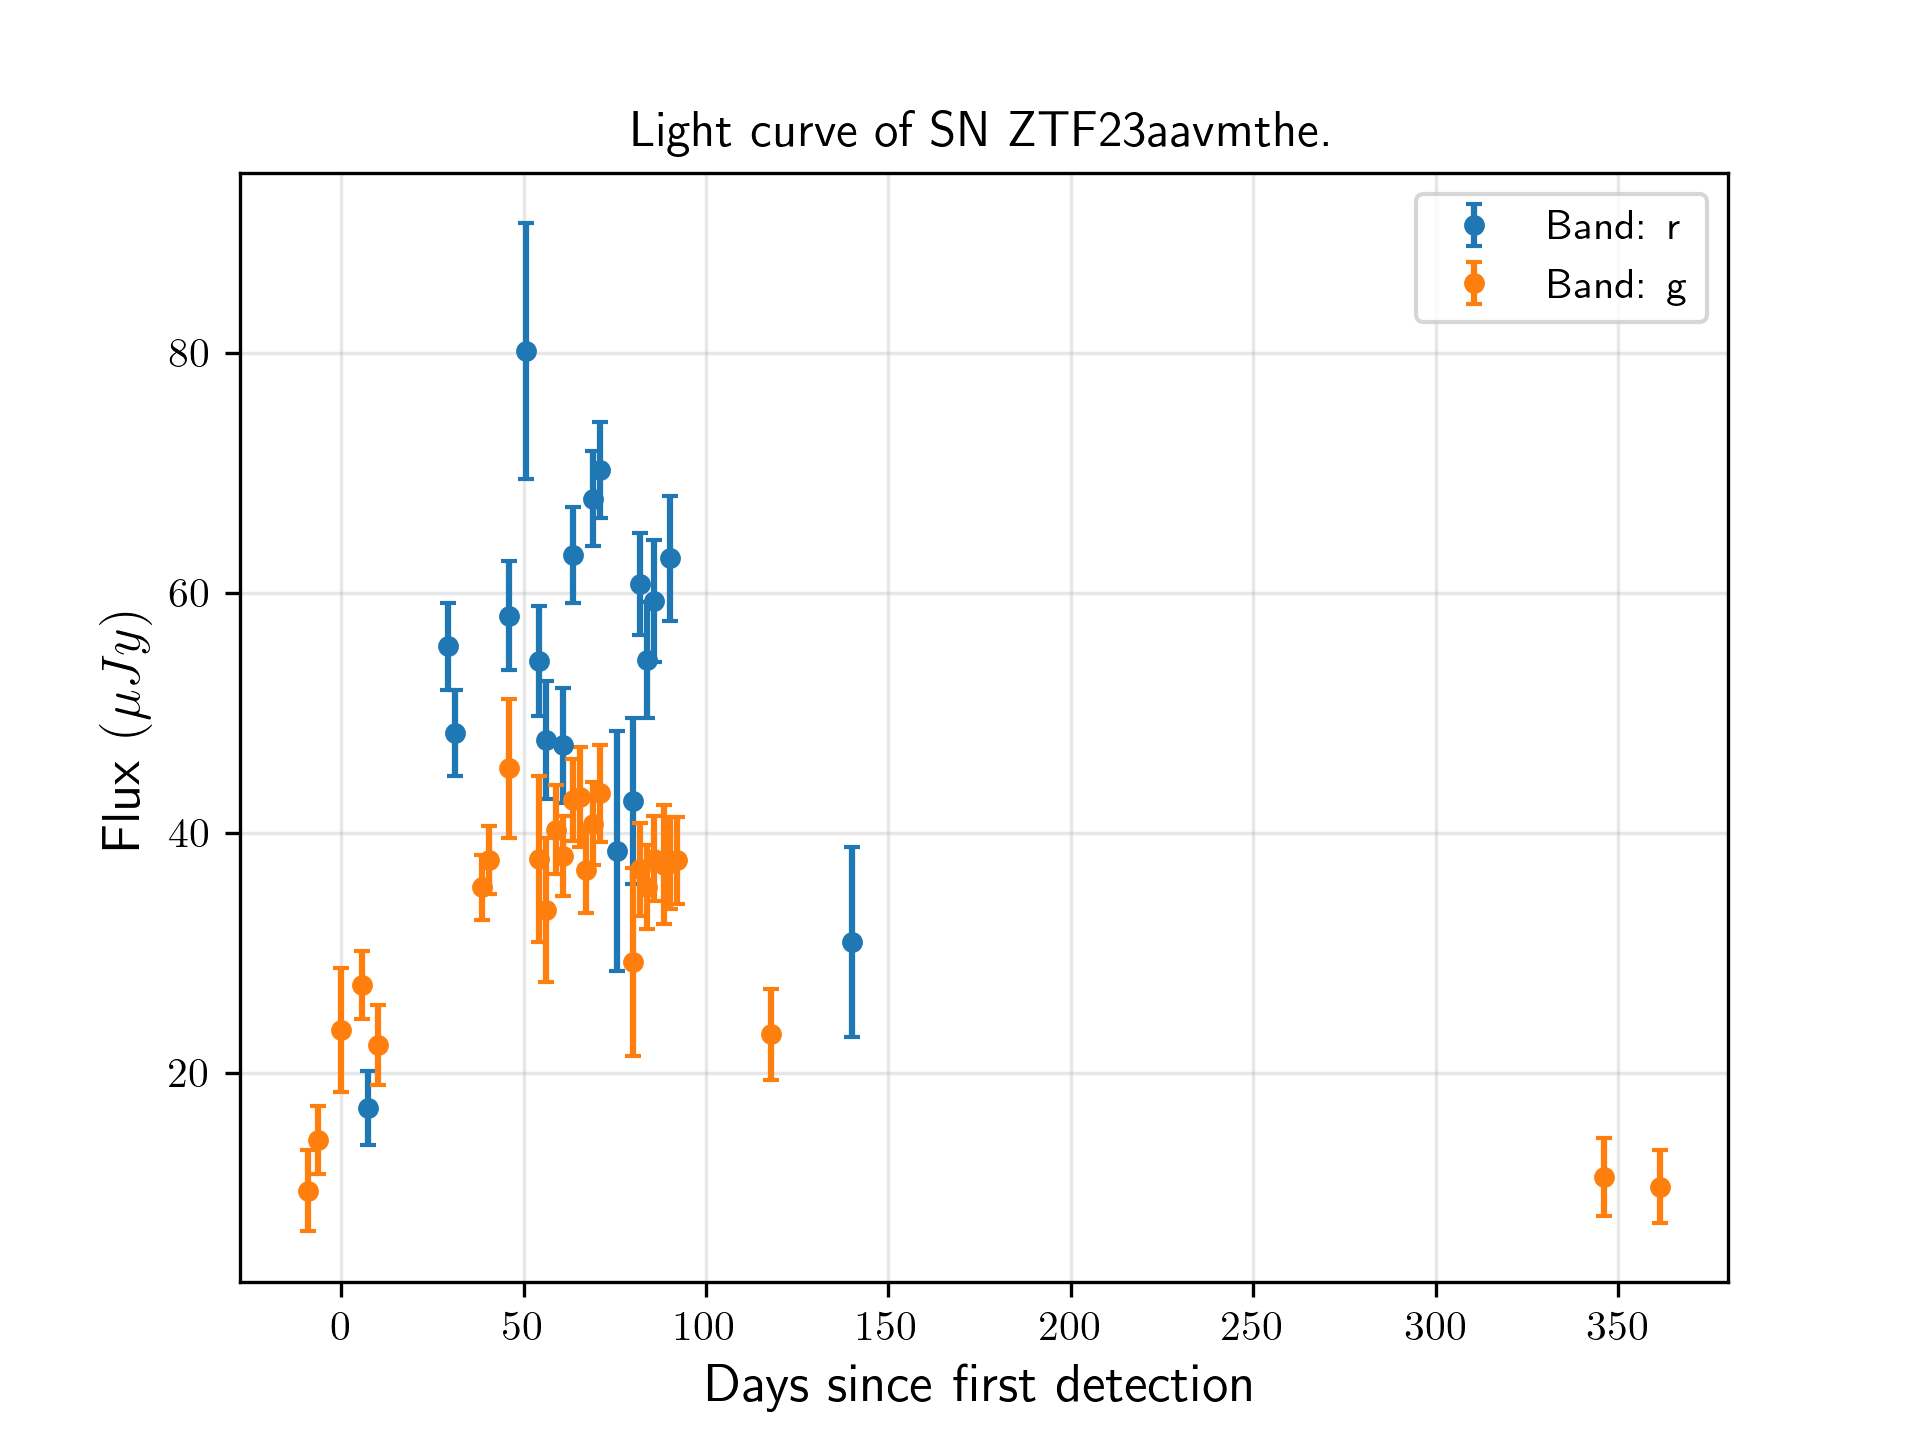 Light curve of SN ZTF23aavmthe.
Band: r
Band: g
80
60
40
20
Flux (μJy)
0 50 100 150 200 250 300 350
Days since first detection